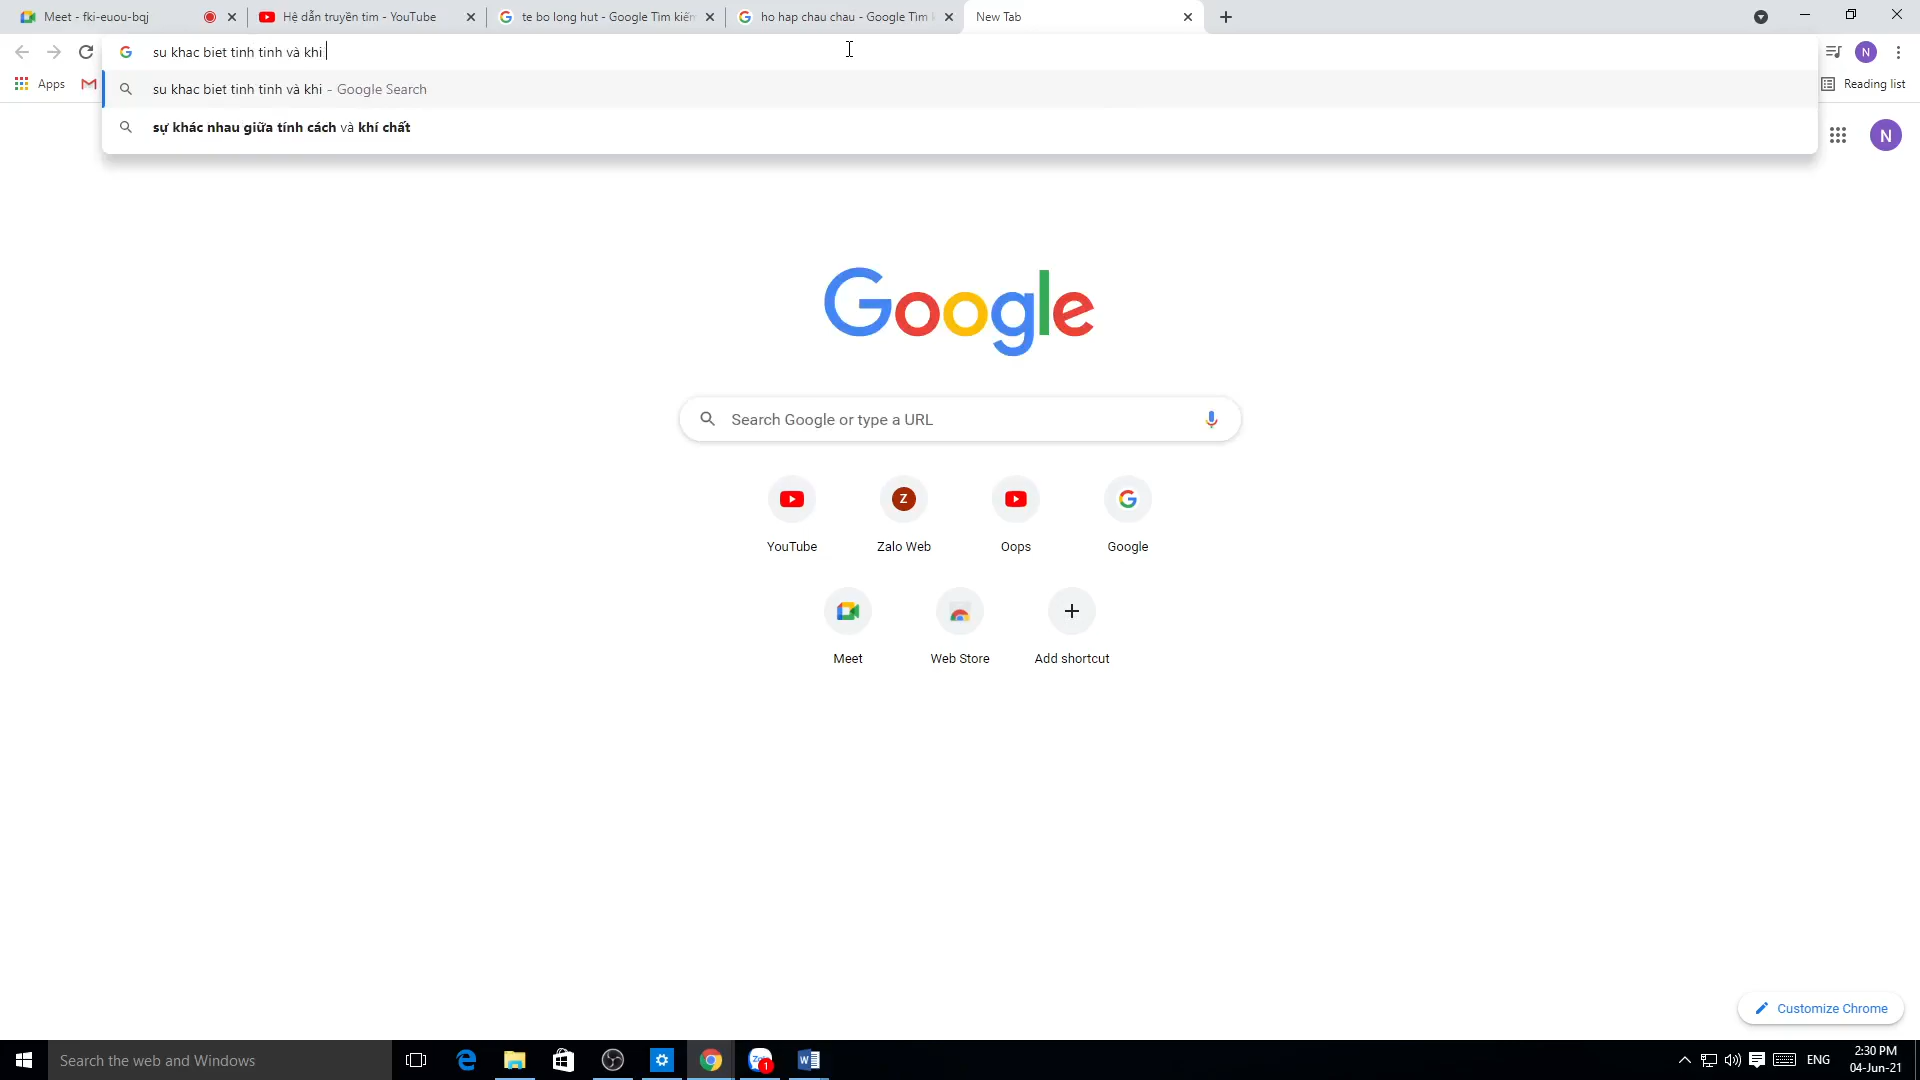 Meet - fki-euou-bqj
Hệ dẫn truyền tim - YouTube
te bo long hut - Google Tìm kiếm
ho hap chau chau - Google Tìm
New Tab
su khac biet tinh tinh và khi
Apps
N
Reading list
su khac biet tinh tinh và khi - Google Search
sự khác nhau giữa tính cách và khí chất
N
Google
Search Google or type a URL
YouTube
Z
Zalo Web
Oops
Google
Meet
Web Store
Add shortcut
Customize Chrome
Search the web and Windows
1
ENG
2:30 PM
04-Jun-21